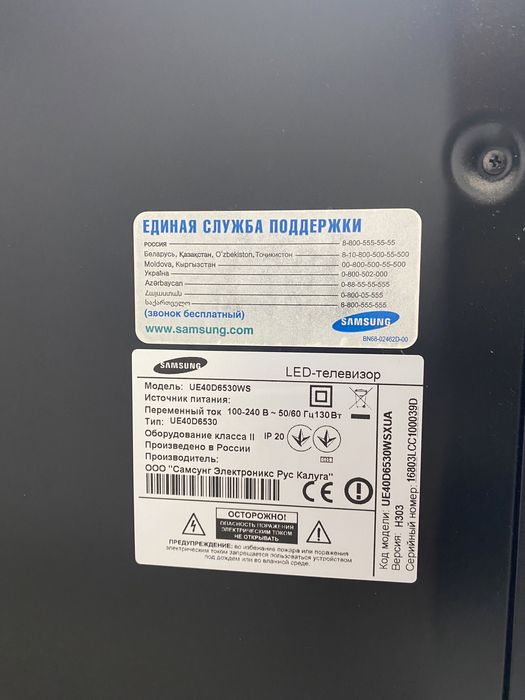 ЕДИНАЯ СЛУЖБА ПОДДЕРЖКИ
РОССИЯ 8-800-555-55-55
Беларусь, Қазақстан, O'zbekiston, Тоҷикистон 8-10-800-500-55-500
Moldova, Кыргызстан 00-800-500-55-500
Україна 0-800-502-000
Azərbaycan 0-88-55-55-555
Հայաստան 0-800-05-555
საქართველო 8-800-555-555
(звонок бесплатный)
www.samsung.com
SAMSUNG
BN68-02462D-00
SAMSUNG
LED-телевизор
Модель: UE40D6530WS
Источник питания:
Переменный ток 100-240 В ~ 50/60 Гц 130 Вт
Тип: UE40D6530
Оборудование класса II IP 20
Произведено в России
Производитель:
ООО "Самсунг Электроникс Рус Калуга"
CE
ОСТОРОЖНО!
ОПАСНОСТЬ ПОРАЖЕНИЯ
ЭЛЕКТРИЧЕСКИМ ТОКОМ
НЕ ОТКРЫВАТЬ
ПРЕДУПРЕЖДЕНИЕ: во избежание пожара или поражения
электрическим током запрещается пользоваться устройством
под дождем или во влажной среде.
Код модели: UE40D6530WSXUA
Версия: H303
Серийный номер: 16803LCC100039D